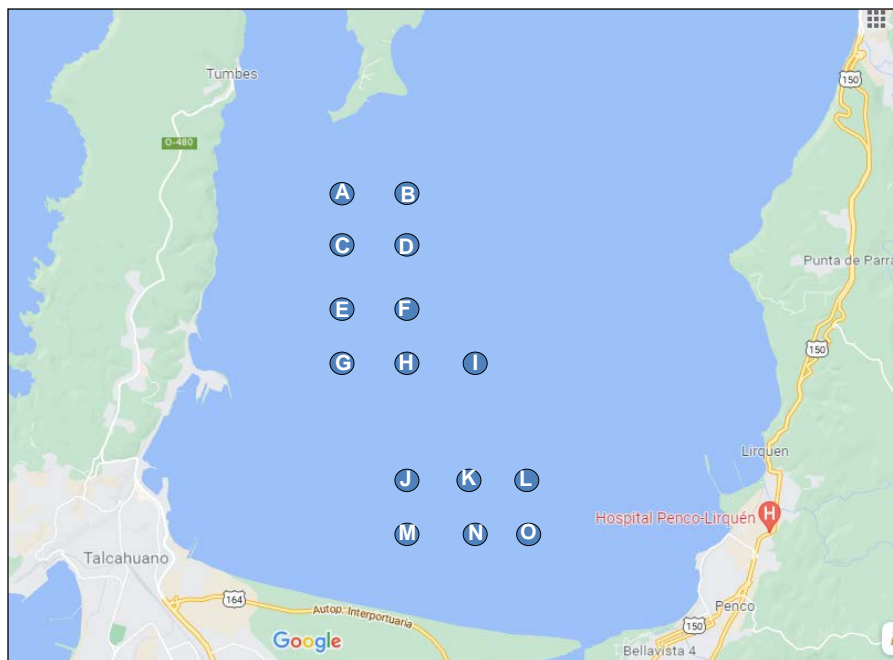 Tumbes
150
O-480
A B
C D
Punta de Parra
E F
150
G H I
Lirquen
J K L
Hospital Penco-Lirquén H
M N O
Talcahuano
164
Autop. Interportuaria
Penco
150
Google
Bellavista 4